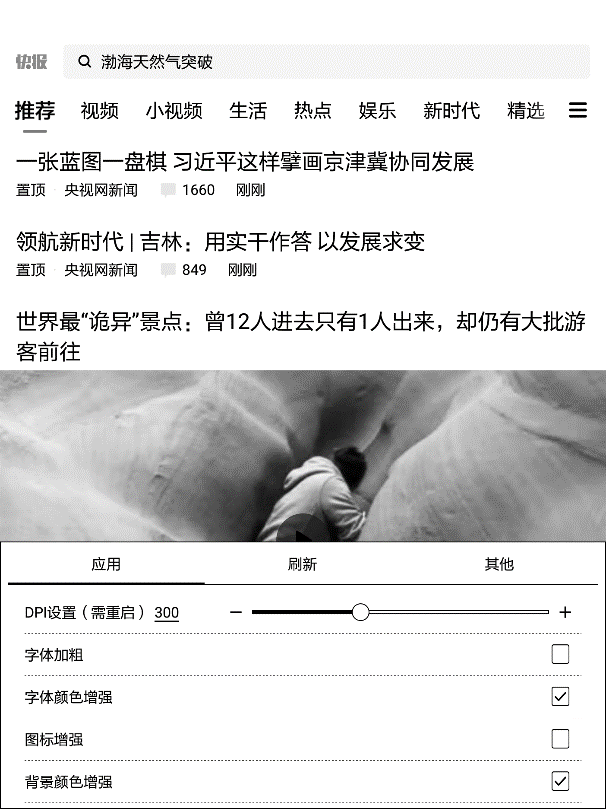 快报
渤海天然气突破
推荐 视频 小视频 生活 热点 娱乐 新时代 精选
一张蓝图一盘棋 习近平这样擘画京津冀协同发展
置顶 央视网新闻 1660 刚刚
领航新时代 | 吉林：用实干作答 以发展求变
置顶 央视网新闻 849 刚刚
世界最“诡异”景点：曾12人进去只有1人出来，却仍有大批游
客前往
应用 刷新 其他
DPI设置（需重启） 300
字体加粗
字体颜色增强
图标增强
背景颜色增强